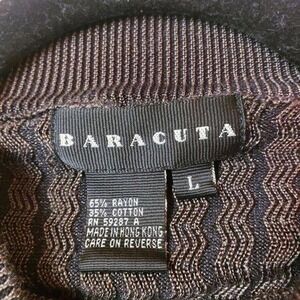 BARACUTA
L
65% RAYON
35% COTTON
RN 59287 A
MADE IN HONG KONG
CARE ON REVERSE